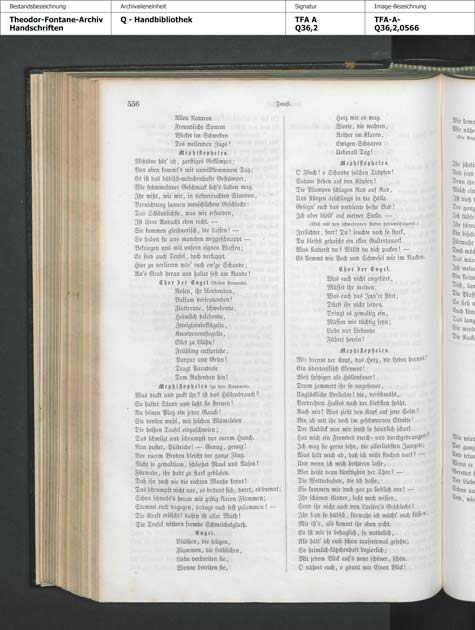 Bestandsbezeichnung
Archivalieneinheit
Signatur
Image-Bezeichnung
Theodor-Fontane-Archiv
Handschriften
Q - Handbibliothek
TFA A
Q36,2
TFA-A-
Q36,2,0566
556
Faust.
Allen Naturen
Freundliche Spuren
Wirket im Schweben
Des weilenden Zugs!
Mephistopheles.
Mißtöne hör' ich, garstiges Geklimper;
Von oben kommt's mit unwillkommnem Tag;
Es ist das bübisch-mädchenhafte Gestümper,
Wie frömmelnder Geschmack sich's lieben mag.
Ihr wißt, wie wir, in tiefverruchten Stunden,
Vernichtung sannen menschlichem Geschlecht;
Das Schändlichste, was wir erfunden,
Ist ihrer Andacht eben recht. —
Sie kommen gleißnerisch, die Laffen! —
So haben sie uns manchen weggeschnappt —
Bekriegen uns mit unsern eignen Waffen;
Es sind auch Teufel, doch verkappt.
Hier zu verlieren wär' euch ew'ge Schande;
An's Grab heran und haltet fest am Rande!
Chor der Engel (Rosen streuend).
Rosen, ihr blendenden,
Balsam versendenden!
Flatternde, schwebende,
Heimlich belebende,
Zweigleinbeflügelte,
Knospenentsiegelte,
Eilet zu blühn!
Frühling entsprieße,
Purpur und Grün!
Tragt Paradiese
Dem Ruhenden hin!
Mephistopheles (zu den Satanen).
Was duckt und zuckt ihr? ist das Höllenbrauch?
So haltet Stand und laßt sie streuen!
An seinen Platz ein jeder Gauch!
Sie denken wohl, mit solchen Blümeleien
Die heißen Teufel einzuschneien;
Das schmilzt und schrumpft vor eurem Hauch.
Nun pustet, Püstriche! — Genug, genug!
Vor eurem Broden bleicht der ganze Flug.
Nicht so gewaltsam, schließet Maul und Nasen!
Fürwahr, ihr habt zu stark geblasen.
Daß ihr doch nie die rechten Maaße kennt!
Das schrumpft nicht nur, es bräunt sich, dorrt, es brennt!
Schon schwebt's heran mit giftig klaren Flammen;
Stemmt euch dagegen, drängt euch fest zusammen! —
Die Kraft erlischt! dahin ist aller Muth!
Die Teufel wittern fremde Schmeichelgluth.
Engel.
Blüthen, die seligen,
Flammen, die fröhlichen,
Liebe verbreiten sie,
Wonne bereiten sie,
Herz wie es mag.
Worte, die wahren,
Aether im Klaren,
Ewigen Schaaren
Ueberall Tag!
Mephistopheles.
O Fluch! o Schande solchen Tröpfen!
Satane stehen auf den Köpfen!
Die Plumpen schlagen Rad auf Rad,
Und stürzen ärschlings in die Hölle.
Gesegn' euch das verdiente heiße Bad!
Ich aber bleib' auf meiner Stelle. —
(Sich mit den schwebenden Rosen herumschlagend.)
Irrlichter, fort! Du! leuchte noch so stark,
Du bleibst gehascht ein ekler Gallertquark.
Was flatterst du? Willst du dich packen! —
Es klemmt wie Pech und Schwefel mir im Nacken.
Chor der Engel.
Was euch nicht angehört,
Müsset ihr meiden;
Was euch das Inn're stört,
Dürft ihr nicht leiden.
Dringt es gewaltig ein,
Müssen wir tüchtig seyn;
Liebe nur Liebende
Führet herein!
Mephistopheles.
Mir brennt der Kopf, das Herz, die Leber brennt!
Ein überteuflisch Element!
Weit spitziger als Höllenfeuer! —
Drum jammert ihr so ungeheuer,
Unglückliche Verliebte! die, verschmäht,
Verdrehten Halses nach der Liebsten späht.
Auch mir! Was zieht den Kopf auf jene Seite!
Bin ich mit ihr doch im geschwornen Streite!
Der Anblick war mir sonst so feindlich scharf.
Hat mich ein Fremdes durch- und durchgedrungen?
Ich mag sie gerne sehn, die allerliebsten Jungen;
Was hält mich ab, daß ich nicht fluchen darf? —
Und wenn ich mich bethören lasse,
Wer heißt denn künftighin der Thor? —
Die Wetterbuben, die ich hasse,
Sie kommen mir doch gar zu lieblich vor! —
Ihr schönen Kinder, laßt mich wissen,
Seyd ihr nicht auch von Lucifer's Geschlecht?
Ihr seyd so hübsch, fürwahr ich möcht' euch küssen,
Mir ist's, als kommt ihr eben recht.
Es ist mir so behaglich, so natürlich,
Als hätt' ich euch schon tausendmal gesehn;
So heimlich-kätzchenhaft begierlich;
Mit jedem Blick auf's neue schöner, schön.
O nähert euch, o gönnt mir Einen Blick!